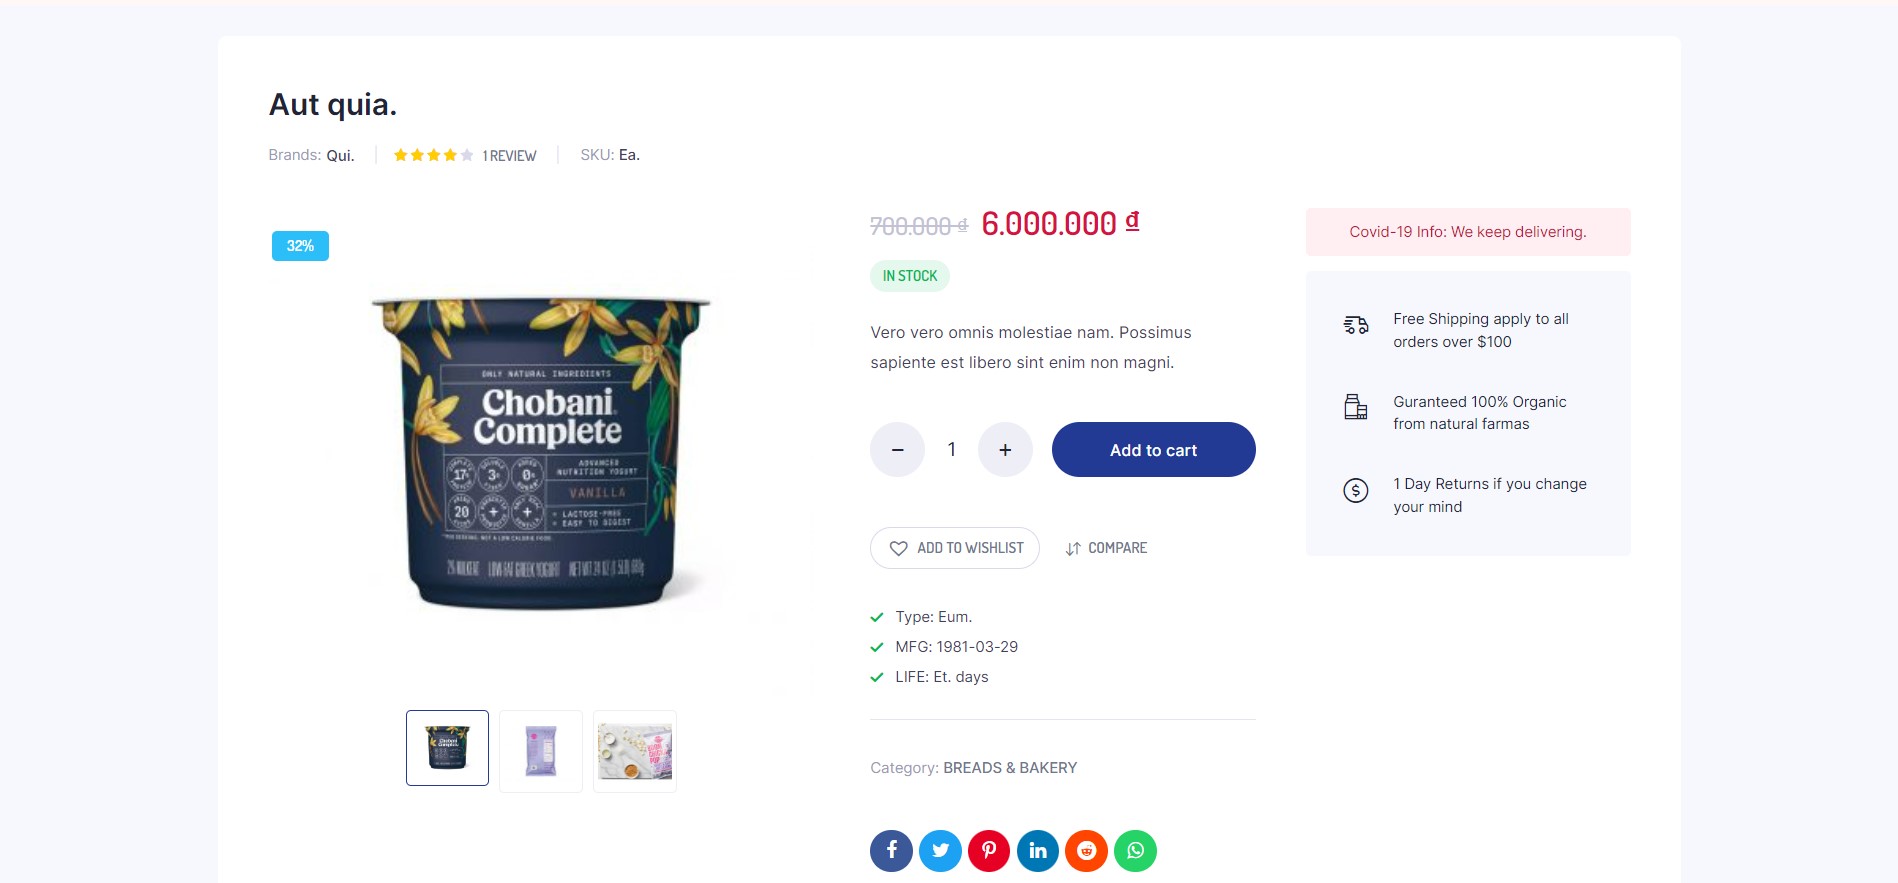 Aut quia.
Brands: Qui.
1 REVIEW
SKU: Ea.
32%
ONLY NATURAL INGREDIENTS
Chobani
Complete
ADVANCED
NUTRITION YOGURT
VANILLA
+ LACTOSE-FREE
+ EASY TO DIGEST
17g
3g
0g
20
700.000 ₫ 6.000.000 ₫
IN STOCK
Vero vero omnis molestiae nam. Possimus
sapiente est libero sint enim non magni.
− 1 +
Add to cart
ADD TO WISHLIST
COMPARE
Type: Eum.
MFG: 1981-03-29
LIFE: Et. days
Category: BREADS & BAKERY
Covid-19 Info: We keep delivering.
Free Shipping apply to all
orders over $100
Guranteed 100% Organic
from natural farmas
1 Day Returns if you change
your mind